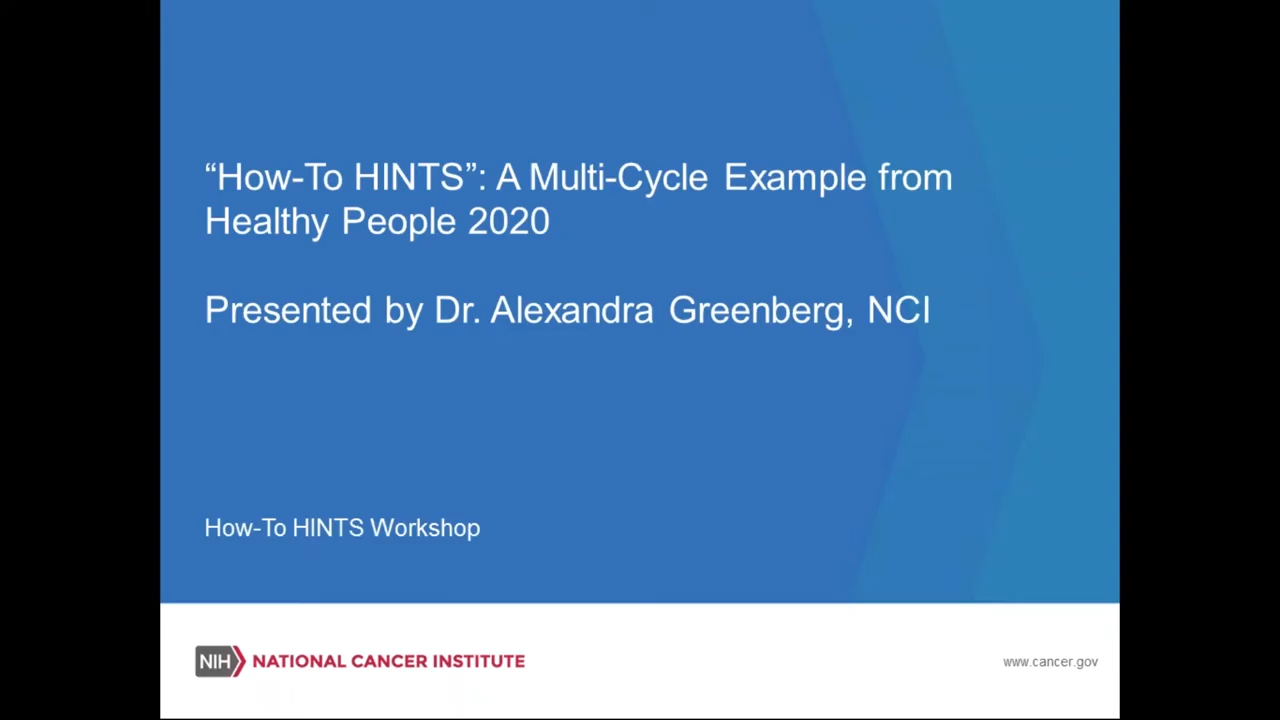 “How-To HINTS”: A Multi-Cycle Example from
Healthy People 2020
Presented by Dr. Alexandra Greenberg, NCI
How-To HINTS Workshop
NIH NATIONAL CANCER INSTITUTE
www.cancer.gov